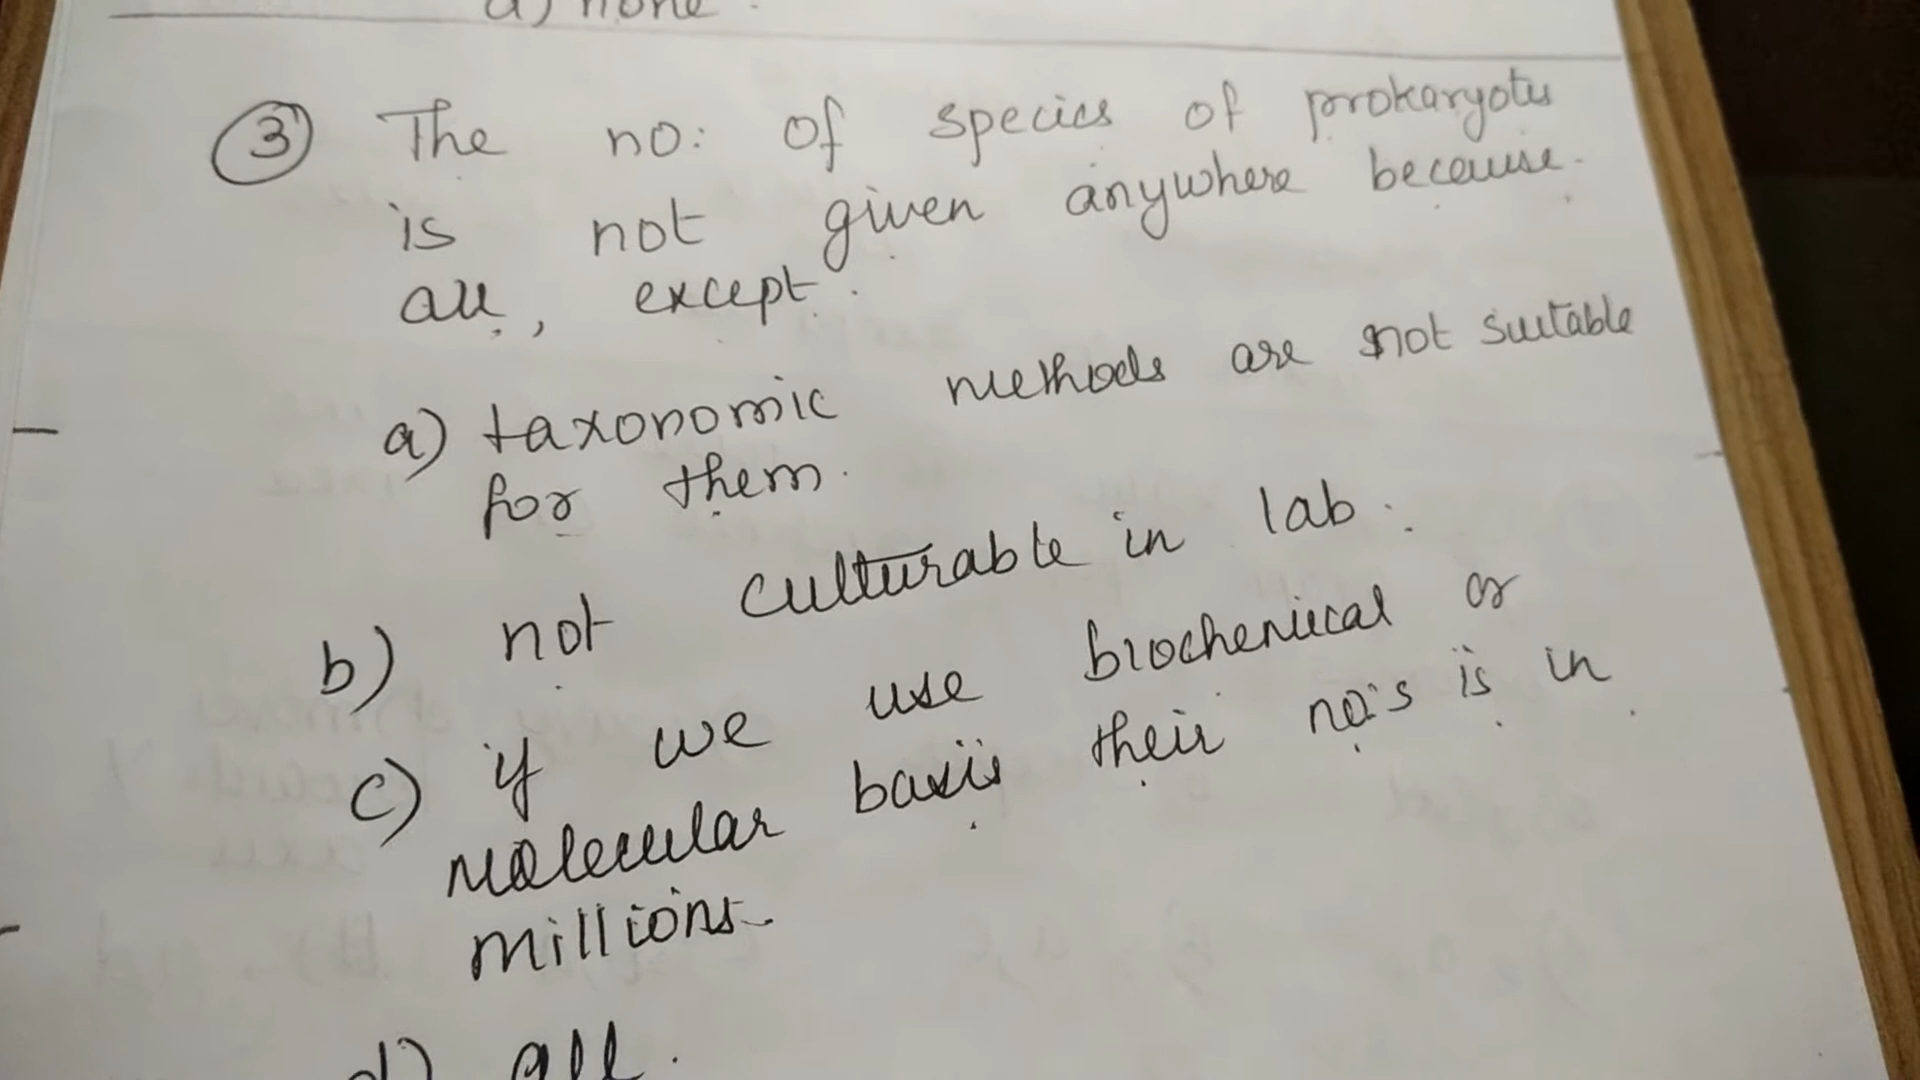 d) none.
③ The no: of species of prokaryotes
is not given anywhere because.
all, except.
a) taxonomic methods are not suitable
for them.
b) not culturable in lab.
c) if we use biochemical or
molecular basis their no:s is in
millions.
d) all.